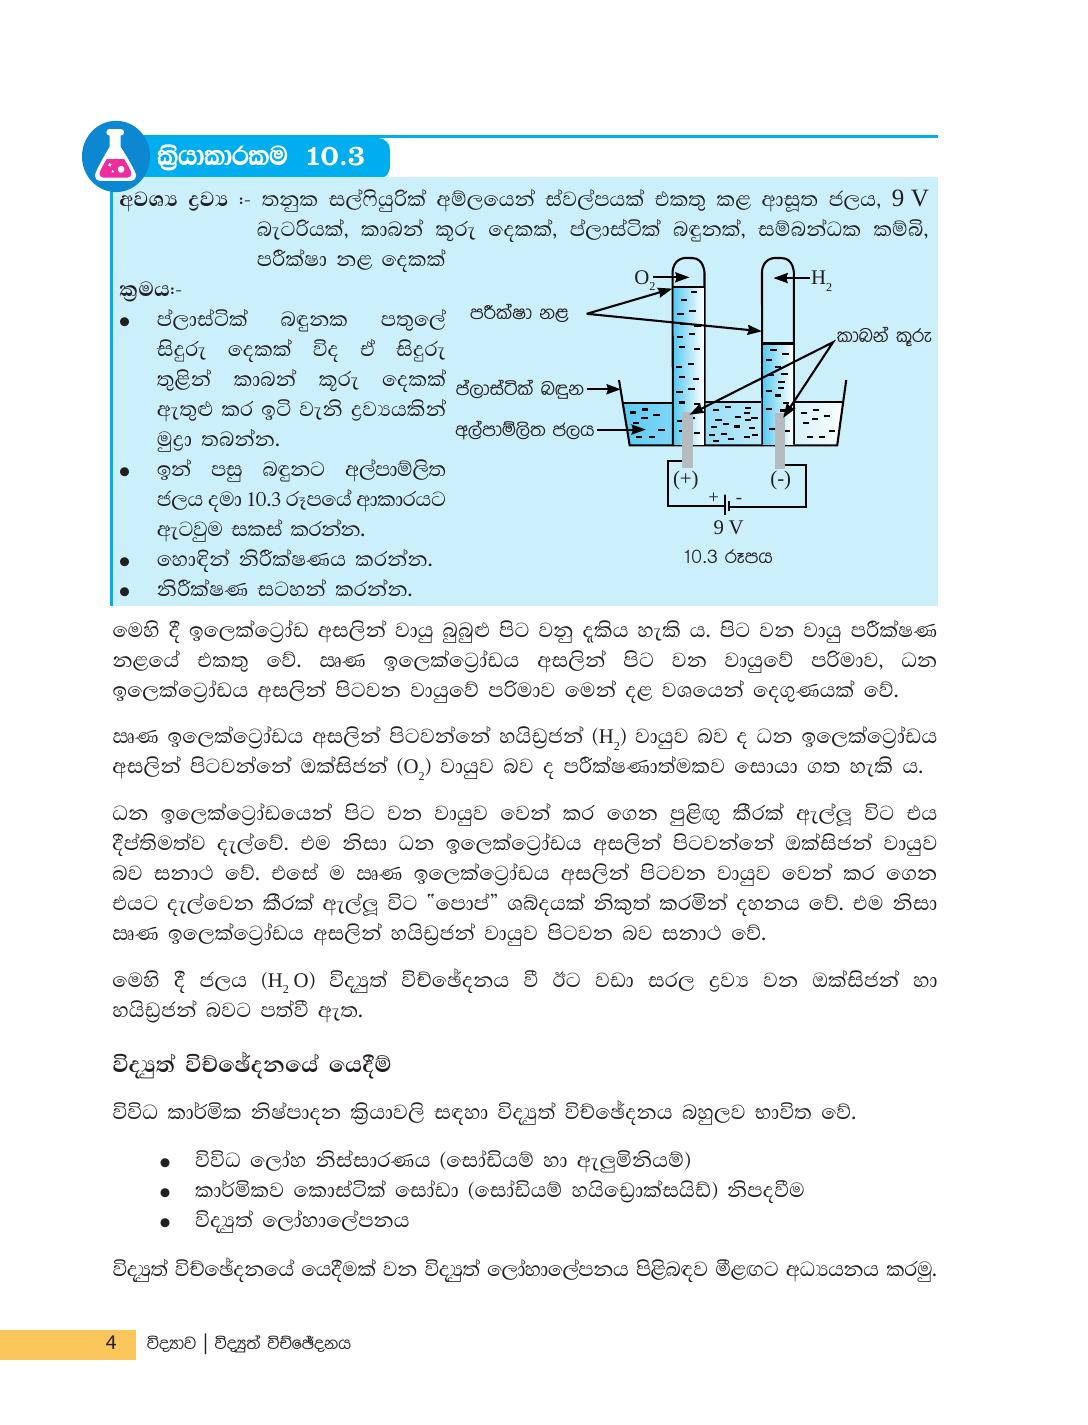 ක්‍රියාකාරකම 10.3
අවශ්‍ය ද්‍රව්‍ය :- තනුක සල්ෆියුරික් අම්ලයෙන් ස්වල්පයක් එකතු කළ ආසූත ජලය, 9 V
බැටරියක්, කාබන් කූරු දෙකක්, ප්ලාස්ටික් බඳුනක්, සම්බන්ධක කම්බි,
පරීක්ෂා නළ දෙකක්
ක්‍රමය:-
● ප්ලාස්ටික් බඳුනක පතුලේ
සිදුරු දෙකක් විද ඒ සිදුරු
තුළින් කාබන් කූරු දෙකක්
ඇතුළු කර ඉටි වැනි ද්‍රව්‍යයකින්
මුද්‍රා තබන්න.
● ඉන් පසු බඳුනට අල්පාම්ලිත
ජලය දමා 10.3 රූපයේ ආකාරයට
ඇටවුම සකස් කරන්න.
● හොඳින් නිරීක්ෂණය කරන්න.
● නිරීක්ෂණ සටහන් කරන්න.
O2
H2
පරීක්ෂා නළ
කාබන් කූරු
ප්ලාස්ටික් බඳුන
අල්පාම්ලිත ජලය
(+)
(-)
+ -
9 V
10.3 රූපය
මෙහි දී ඉලෙක්ට්‍රෝඩ අසලින් වායු බුබුළු පිට වනු දැකිය හැකි ය. පිට වන වායු පරීක්ෂණ
නළයේ එකතු වේ. ඍණ ඉලෙක්ට්‍රෝඩය අසලින් පිට වන වායුවේ පරිමාව, ධන
ඉලෙක්ට්‍රෝඩය අසලින් පිටවන වායුවේ පරිමාව මෙන් දළ වශයෙන් දෙගුණයක් වේ.
ඍණ ඉලෙක්ට්‍රෝඩය අසලින් පිටවන්නේ හයිඩ්‍රජන් (H2) වායුව බව ද ධන ඉලෙක්ට්‍රෝඩය
අසලින් පිටවන්නේ ඔක්සිජන් (O2) වායුව බව ද පරීක්ෂණාත්මකව සොයා ගත හැකි ය.
ධන ඉලෙක්ට්‍රෝඩයෙන් පිට වන වායුව වෙන් කර ගෙන පුළිඟු කීරක් ඇල්ලූ විට එය
දීප්තිමත්ව දැල්වේ. එම නිසා ධන ඉලෙක්ට්‍රෝඩය අසලින් පිටවන්නේ ඔක්සිජන් වායුව
බව සනාථ වේ. එසේ ම ඍණ ඉලෙක්ට්‍රෝඩය අසලින් පිටවන වායුව වෙන් කර ගෙන
එයට දැල්වෙන කීරක් ඇල්ලූ විට “පොප්” ශබ්දයක් නිකුත් කරමින් දහනය වේ. එම නිසා
ඍණ ඉලෙක්ට්‍රෝඩය අසලින් හයිඩ්‍රජන් වායුව පිටවන බව සනාථ වේ.
මෙහි දී ජලය (H2 O) විද්‍යුත් විච්ඡේදනය වී ඊට වඩා සරල ද්‍රව්‍ය වන ඔක්සිජන් හා
හයිඩ්‍රජන් බවට පත්වී ඇත.
විද්‍යුත් විච්ඡේදනයේ යෙදීම්
විවිධ කාර්මික නිෂ්පාදන ක්‍රියාවලි සඳහා විද්‍යුත් විච්ඡේදනය බහුලව භාවිත වේ.
● විවිධ ලෝහ නිස්සාරණය (සෝඩියම් හා ඇලුමිනියම්)
● කාර්මිකව කොස්ටික් සෝඩා (සෝඩියම් හයිඩ්‍රොක්සයිඩ්) නිපදවීම
● විද්‍යුත් ලෝහාලේපනය
විද්‍යුත් විච්ඡේදනයේ යෙදීමක් වන විද්‍යුත් ලෝහාලේපනය පිළිබඳව මීළඟට අධ්‍යයනය කරමු.
4 විද්‍යාව | විද්‍යුත් විච්ඡේදනය